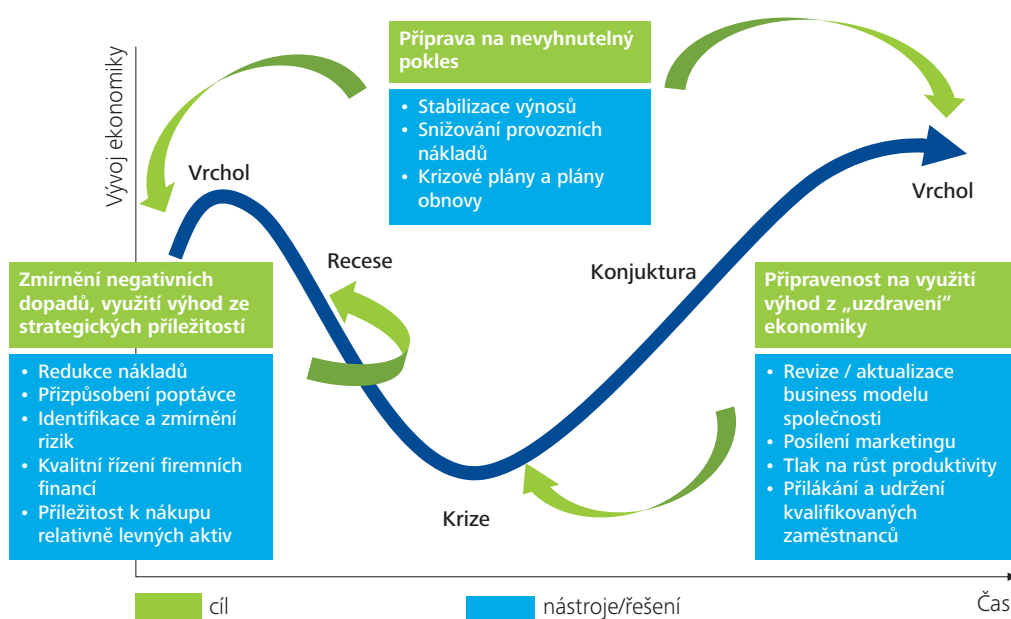 Vývoj ekonomiky
Příprava na nevyhnutelný
pokles
• Stabilizace výnosů
• Snižování provozních
nákladů
• Krizové plány a plány
obnovy
Vrchol
Vrchol
Recese
Konjuktura
Krize
Zmírnění negativních
dopadů, využití výhod ze
strategických příležitostí
• Redukce nákladů
• Přizpůsobení poptávce
• Identifikace a zmírnění
rizik
• Kvalitní řízení firemních
financí
• Příležitost k nákupu
relativně levných aktiv
Připravenost na využití
výhod z „uzdravení“
ekonomiky
• Revize / aktualizace
business modelu
společnosti
• Posílení marketingu
• Tlak na růst produktivity
• Přilákání a udržení
kvalifikovaných
zaměstnanců
cíl
nástroje/řešení
Čas